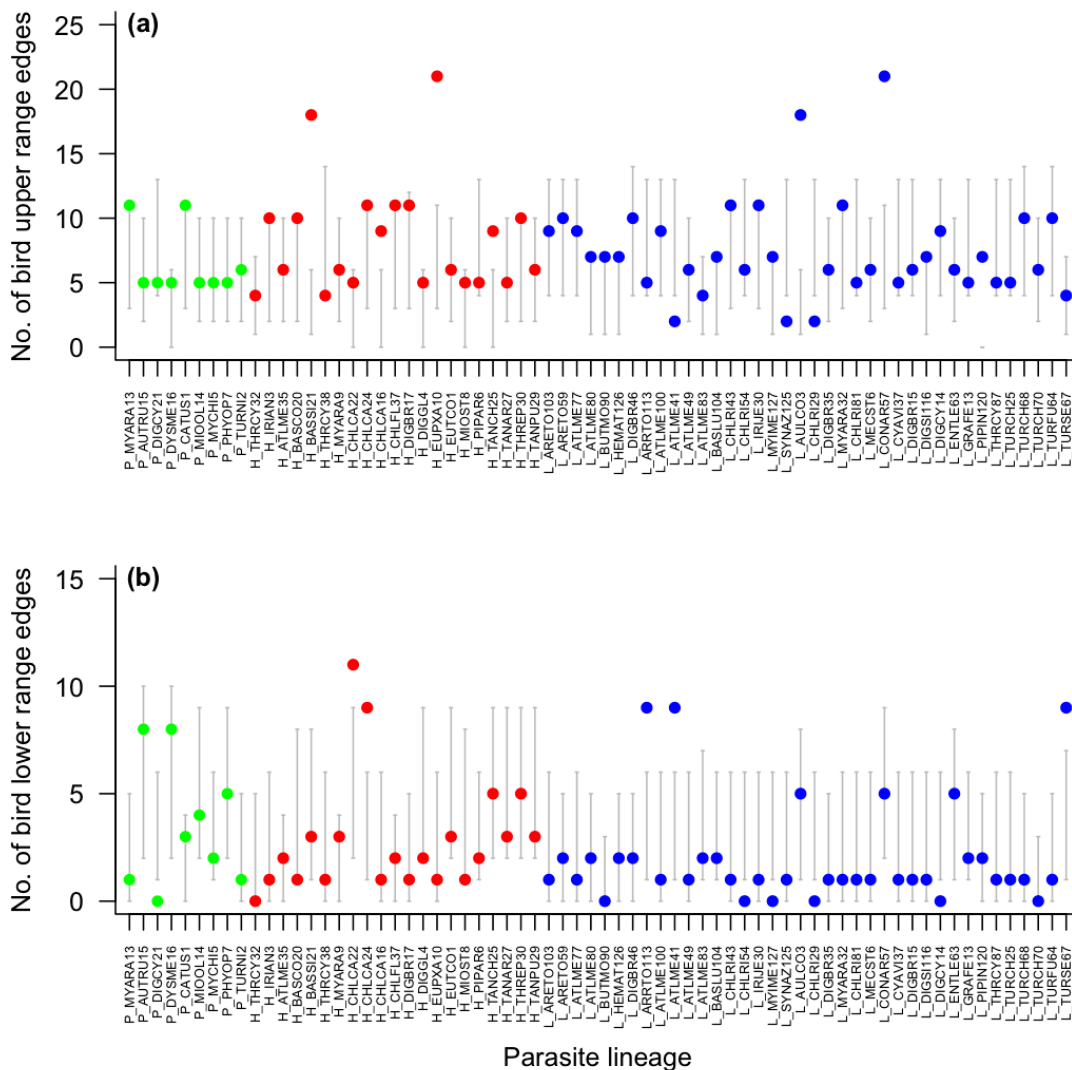 (a)
No. of bird upper range edges
25
20
15
10
5
0
P_MYARA13
P_AUTRU15
P_DIGCY21
P_DYSME16
P_CATUS1
P_MIOOL14
P_MYCHI5
P_PHYOP7
P_TURNI2
H_THRCY32
H_IRIAN3
H_ATLME35
H_BASCO20
H_BASSI21
H_THRCY38
H_MYARA9
H_CHLCA22
H_CHLCA24
H_CHLCA16
H_CHLFL37
H_DIGBR17
H_DIGGL4
H_EUPXA10
H_EUTCO1
H_MIOST8
H_PIPAR6
H_TANCH25
H_TANAR27
H_THREP30
H_TANPU29
L_ARETO103
L_ARETO59
L_ATLME77
L_ATLME80
L_BUTMO90
L_HEMAT126
L_DIGBR46
L_ARRTO113
L_ATLME100
L_ATLME41
L_ATLME49
L_ATLME83
L_BASLU104
L_CHLRI43
L_CHLRI54
L_IRIJE30
L_MYIME127
L_SYNAZ125
L_AULCO3
L_CHLRI29
L_DIGBR35
L_MYARA32
L_CHLRI81
L_MECST6
L_CONAR57
L_CYAVI37
L_DIGBR15
L_DIGSI116
L_DIGCY14
L_ENTLE63
L_GRAFE13
L_PIPIN120
L_THRCY87
L_TURCH25
L_TURCH68
L_TURCH70
L_TURFU64
L_TURSE67
(b)
No. of bird lower range edges
15
10
5
0
P_MYARA13
P_AUTRU15
P_DIGCY21
P_DYSME16
P_CATUS1
P_MIOOL14
P_MYCHI5
P_PHYOP7
P_TURNI2
H_THRCY32
H_IRIAN3
H_ATLME35
H_BASCO20
H_BASSI21
H_THRCY38
H_MYARA9
H_CHLCA22
H_CHLCA24
H_CHLCA16
H_CHLFL37
H_DIGBR17
H_DIGGL4
H_EUPXA10
H_EUTCO1
H_MIOST8
H_PIPAR6
H_TANCH25
H_TANAR27
H_THREP30
H_TANPU29
L_ARETO103
L_ARETO59
L_ATLME77
L_ATLME80
L_BUTMO90
L_HEMAT126
L_DIGBR46
L_ARRTO113
L_ATLME100
L_ATLME41
L_ATLME49
L_ATLME83
L_BASLU104
L_CHLRI43
L_CHLRI54
L_IRIJE30
L_MYIME127
L_SYNAZ125
L_AULCO3
L_CHLRI29
L_DIGBR35
L_MYARA32
L_CHLRI81
L_MECST6
L_CONAR57
L_CYAVI37
L_DIGBR15
L_DIGSI116
L_DIGCY14
L_ENTLE63
L_GRAFE13
L_PIPIN120
L_THRCY87
L_TURCH25
L_TURCH68
L_TURCH70
L_TURFU64
L_TURSE67
Parasite lineage